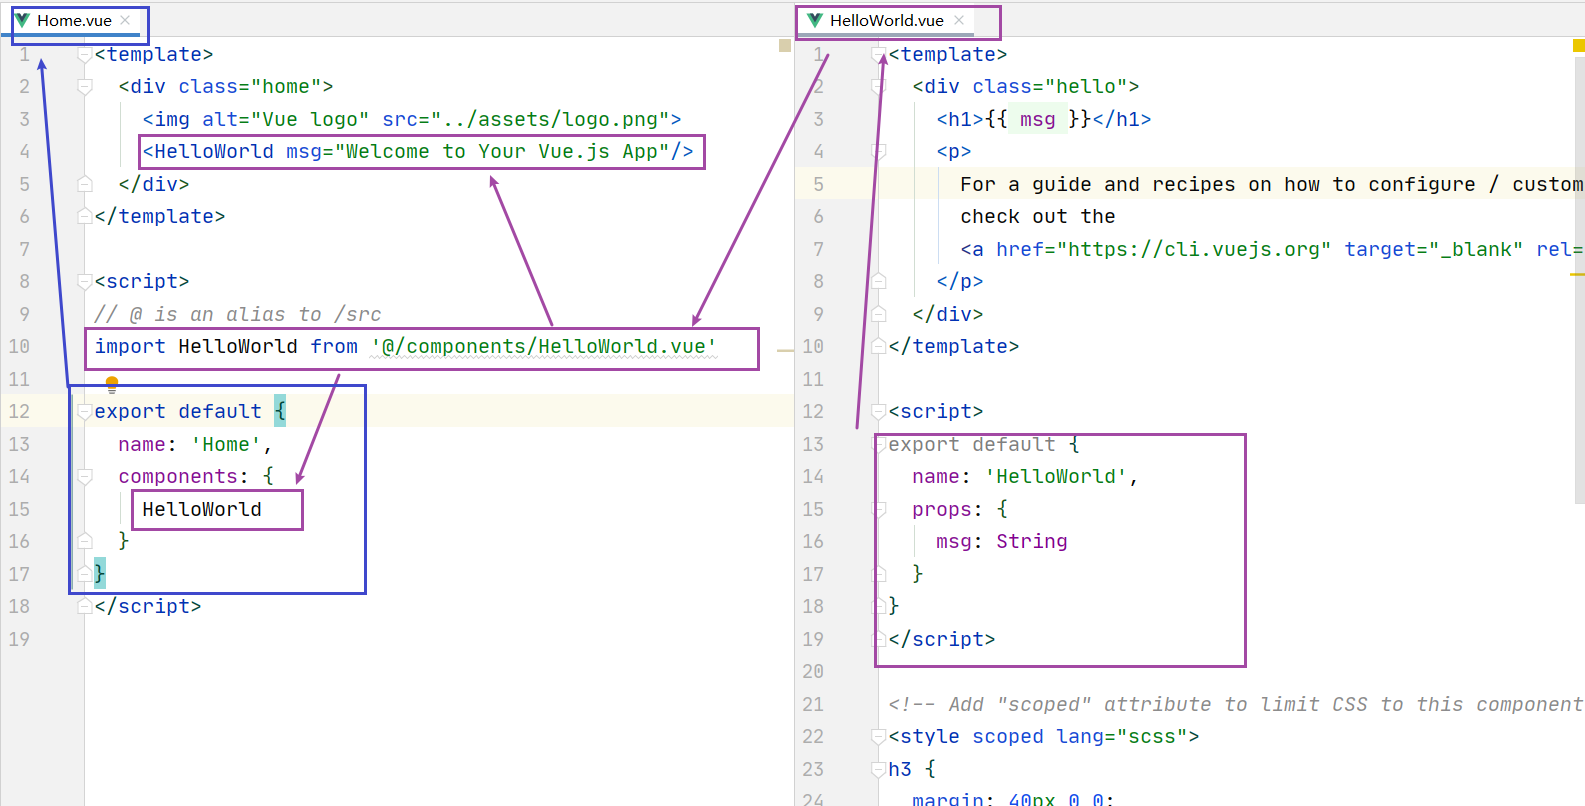 Home.vue
1 <template>
2 <div class="home">
3 <img alt="Vue logo" src="../assets/logo.png">
4 <HelloWorld msg="Welcome to Your Vue.js App"/>
5 </div>
6 </template>
7
8 <script>
9 // @ is an alias to /src
10 import HelloWorld from '@/components/HelloWorld.vue'
11
12 export default {
13 name: 'Home',
14 components: {
15 HelloWorld
16 }
17 }
18 </script>
19
HelloWorld.vue
1 <template>
2 <div class="hello">
3 <h1>{{ msg }}</h1>
4 <p>
5 For a guide and recipes on how to configure / custom
6 check out the
7 <a href="https://cli.vuejs.org" target="_blank" rel=
8 </p>
9 </div>
10 </template>
11
12 <script>
13 export default {
14 name: 'HelloWorld',
15 props: {
16 msg: String
17 }
18 }
19 </script>
20
21 <!-- Add "scoped" attribute to limit CSS to this component
22 <style scoped lang="scss">
23 h3 {
24 margin: 40px 0 0;